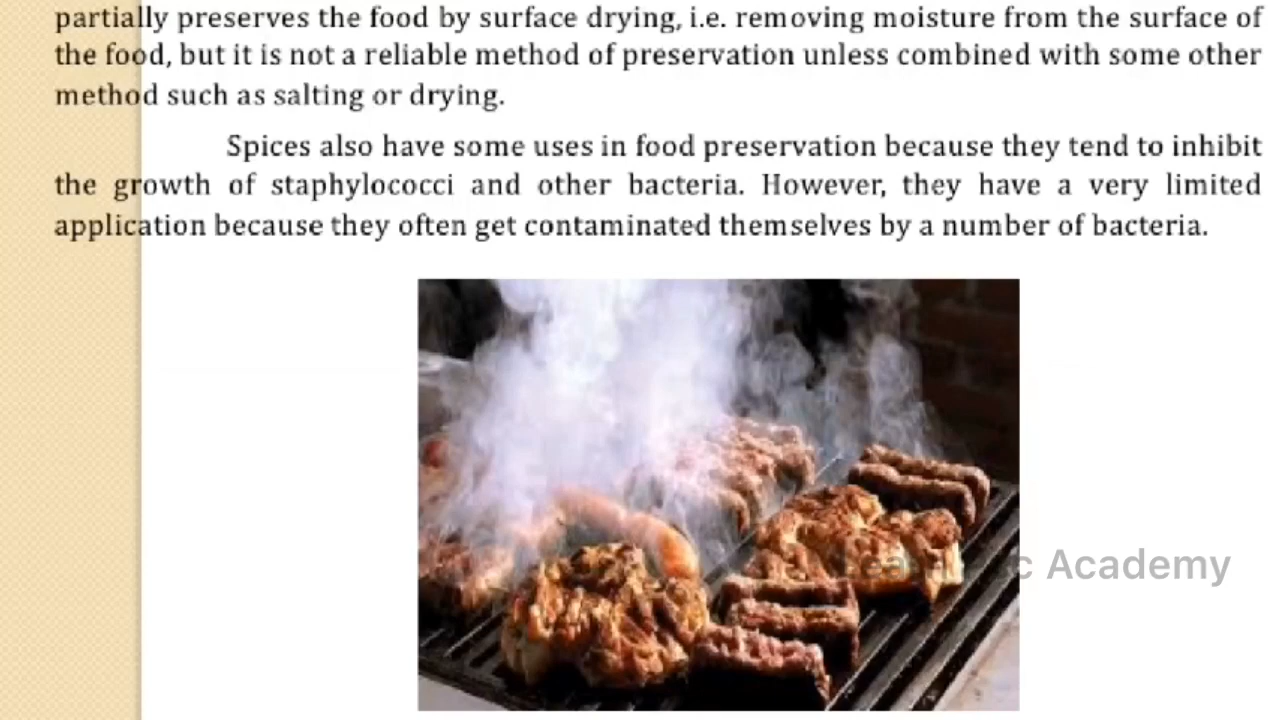 partially preserves the food by surface drying, i.e. removing moisture from the surface of
the food, but it is not a reliable method of preservation unless combined with some other
method such as salting or drying.
Spices also have some uses in food preservation because they tend to inhibit
the growth of staphylococci and other bacteria. However, they have a very limited
application because they often get contaminated themselves by a number of bacteria.
Academy